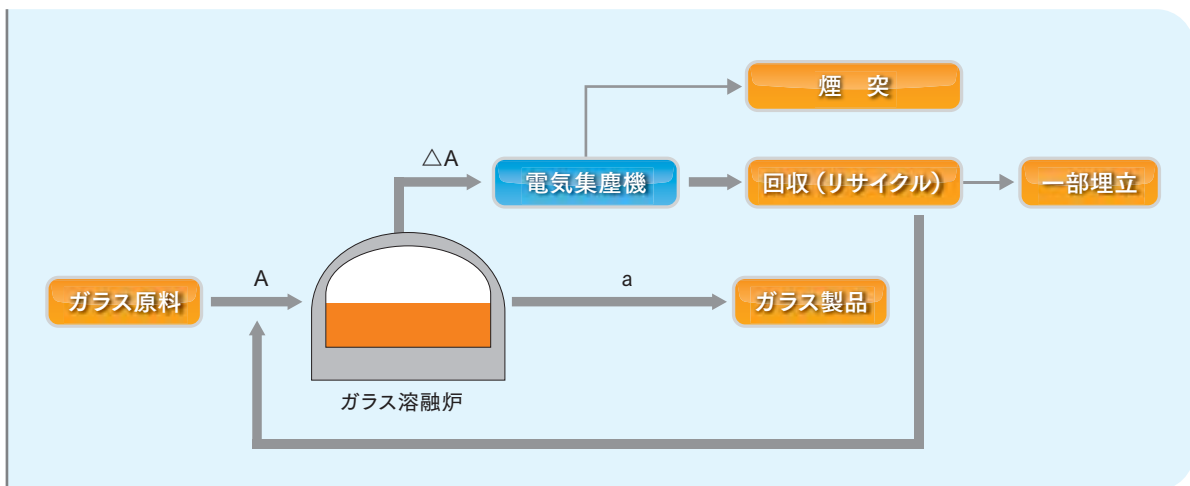 煙　突
△A
電気集塵機
回収（リサイクル）
一部埋立
A
a
ガラス原料
ガラス製品
ガラス溶融炉